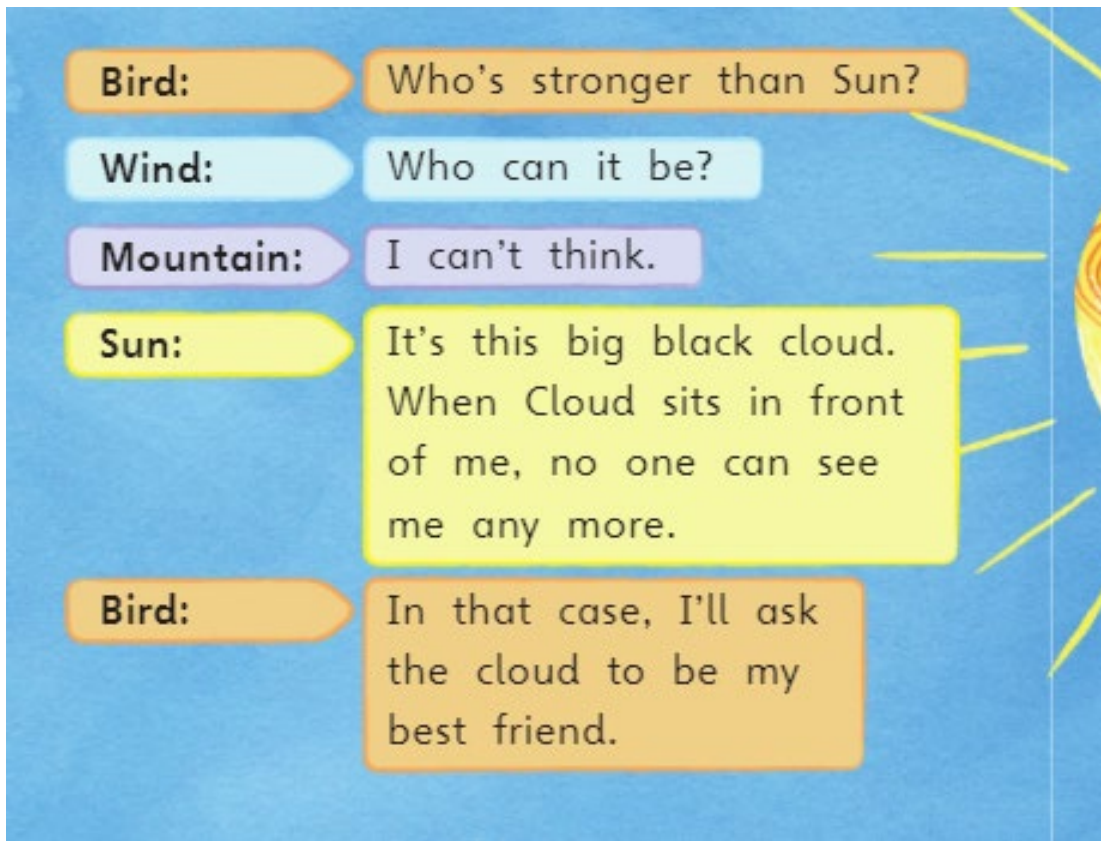 Bird: Who's stronger than Sun?
Wind: Who can it be?
Mountain: I can't think.
Sun: It's this big black cloud.
When Cloud sits in front
of me, no one can see
me any more.
Bird: In that case, I'll ask
the cloud to be my
best friend.